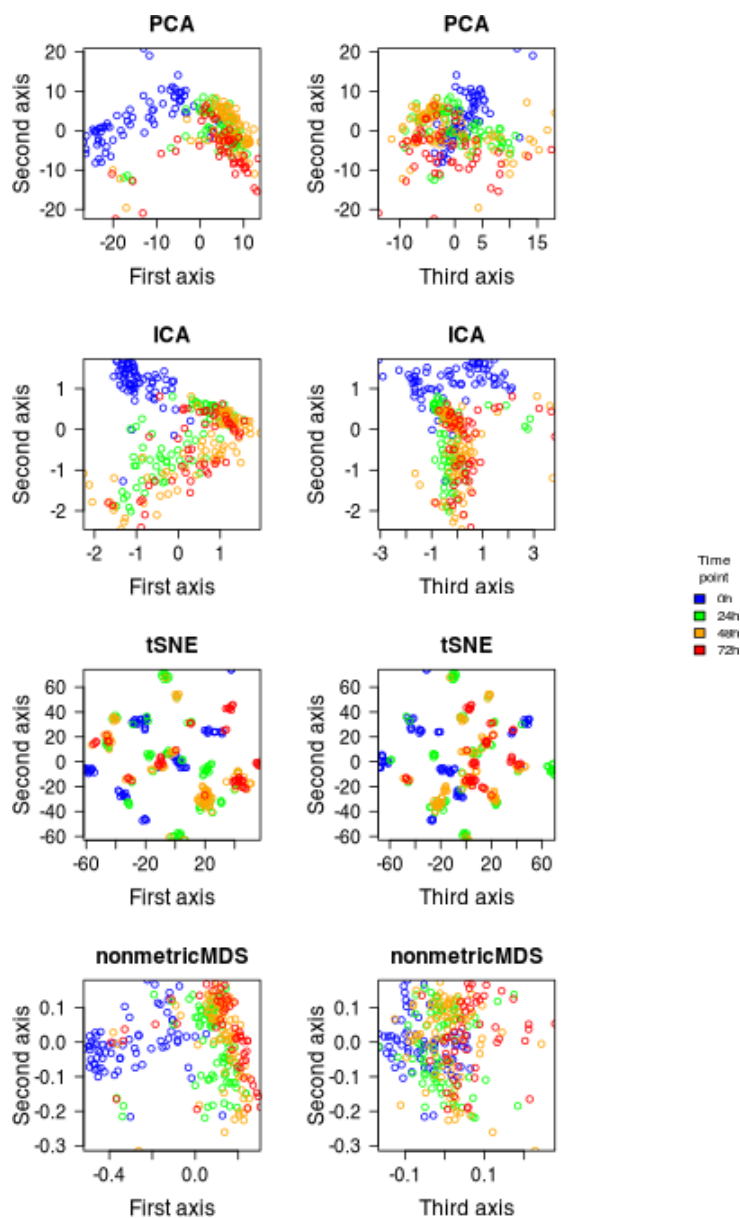 PCA PCA
20 20
10 10
0 0
-10 -10
-20 -20
Second axis Second axis
-20 0 10 -10 0 5 15
First axis Third axis
ICA ICA
1 1
0 0
-1 -1
-2 -2
Second axis Second axis
-2 -1 0 1 -3 -1 1 3
First axis Third axis
Time
point
0h
24h
48h
72h
tSNE tSNE
60 60
40 40
20 20
0 0
-20 -20
-40 -40
-60 -60
Second axis Second axis
-60 -20 20 -60 -20 20 60
First axis Third axis
nonmetricMDS nonmetricMDS
0.1 0.1
0.0 0.0
-0.1 -0.1
-0.2 -0.2
-0.3 -0.3
Second axis Second axis
-0.4 0.0 -0.1 0.1
First axis Third axis